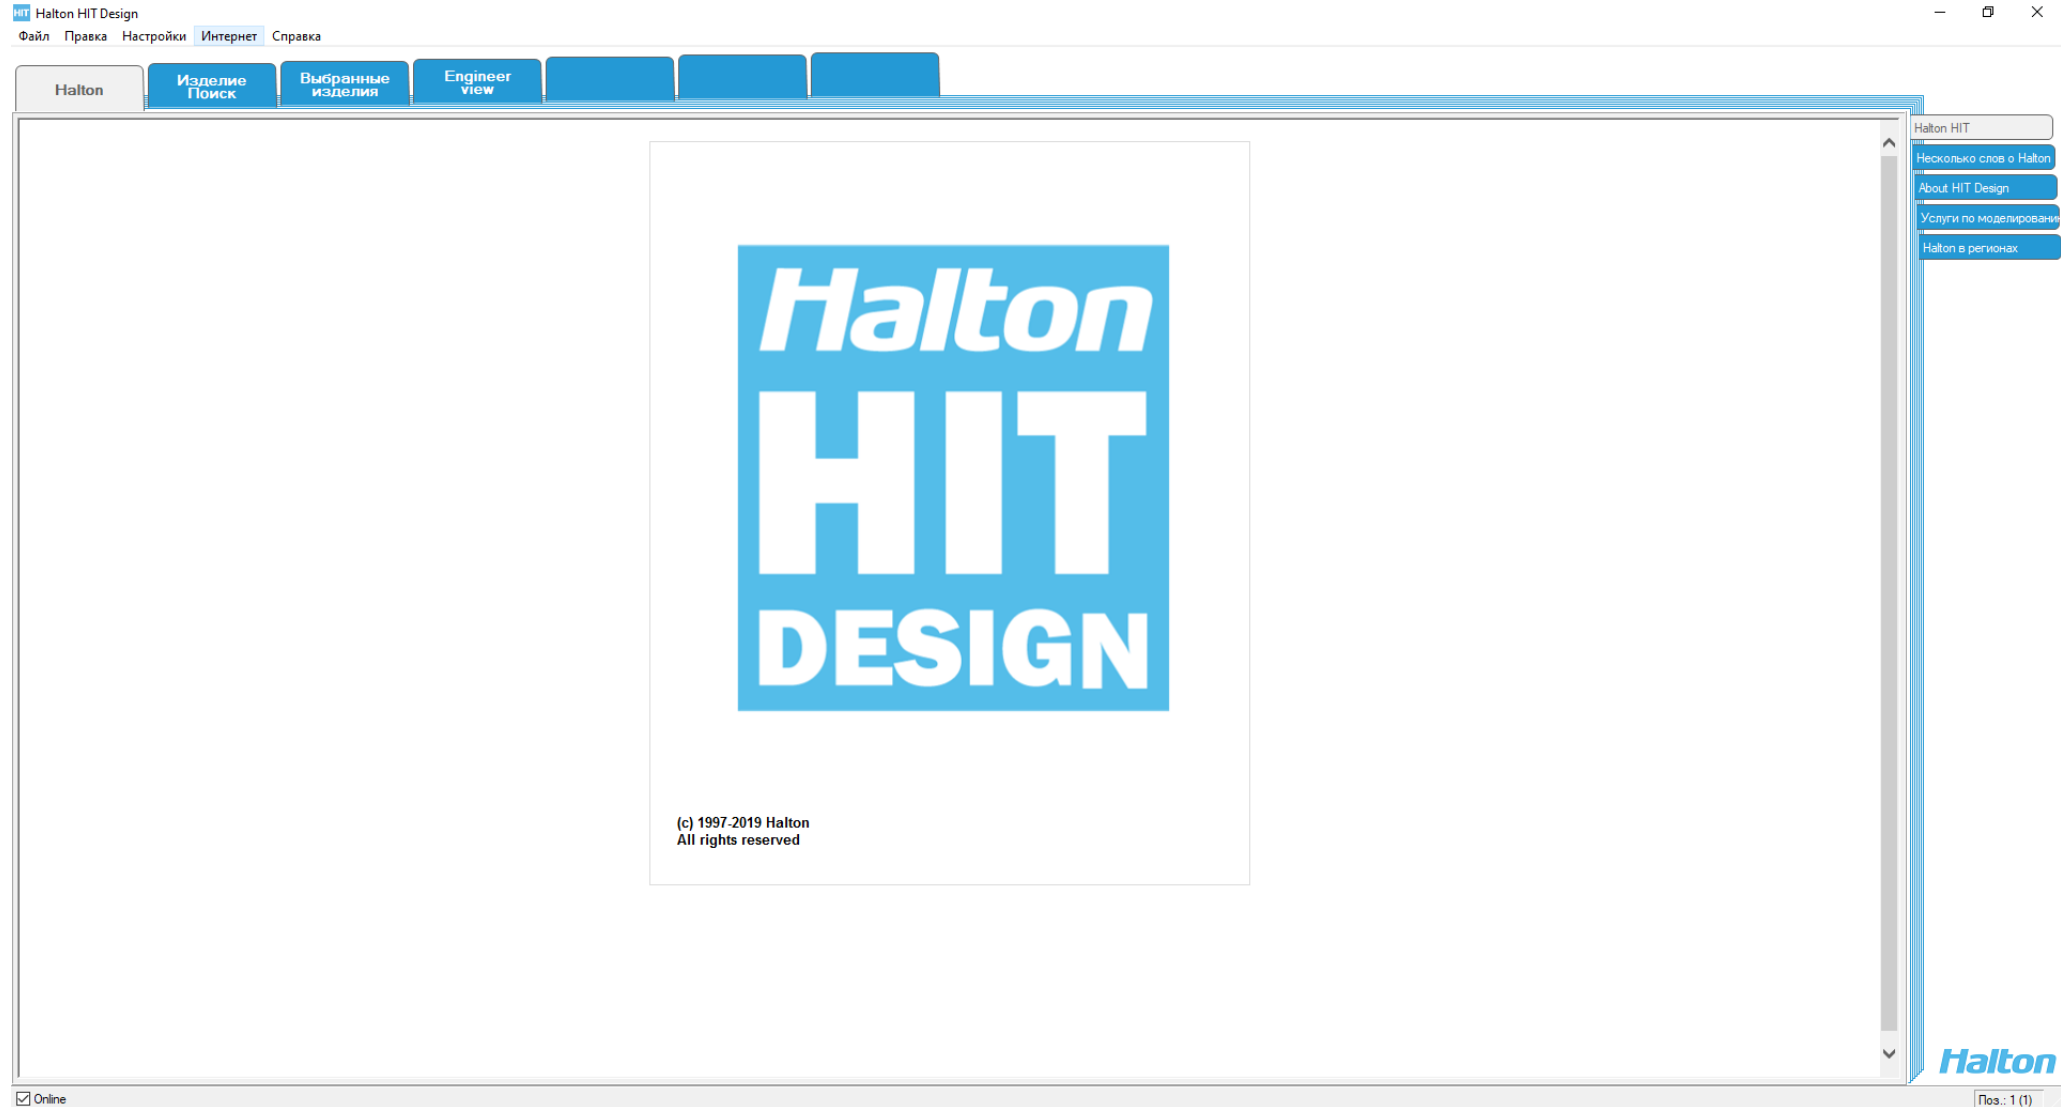 HIT Halton HIT Design
Файл Правка Настройки Интернет Справка
Halton
Изделие
Поиск
Выбранные
изделия
Engineer
view
Halton HIT
Несколько слов о Halton
About HIT Design
Услуги по моделировани
Halton в регионах
Halton
HIT
DESIGN
(c) 1997-2019 Halton
All rights reserved
Halton
Online
Поз.: 1 (1)